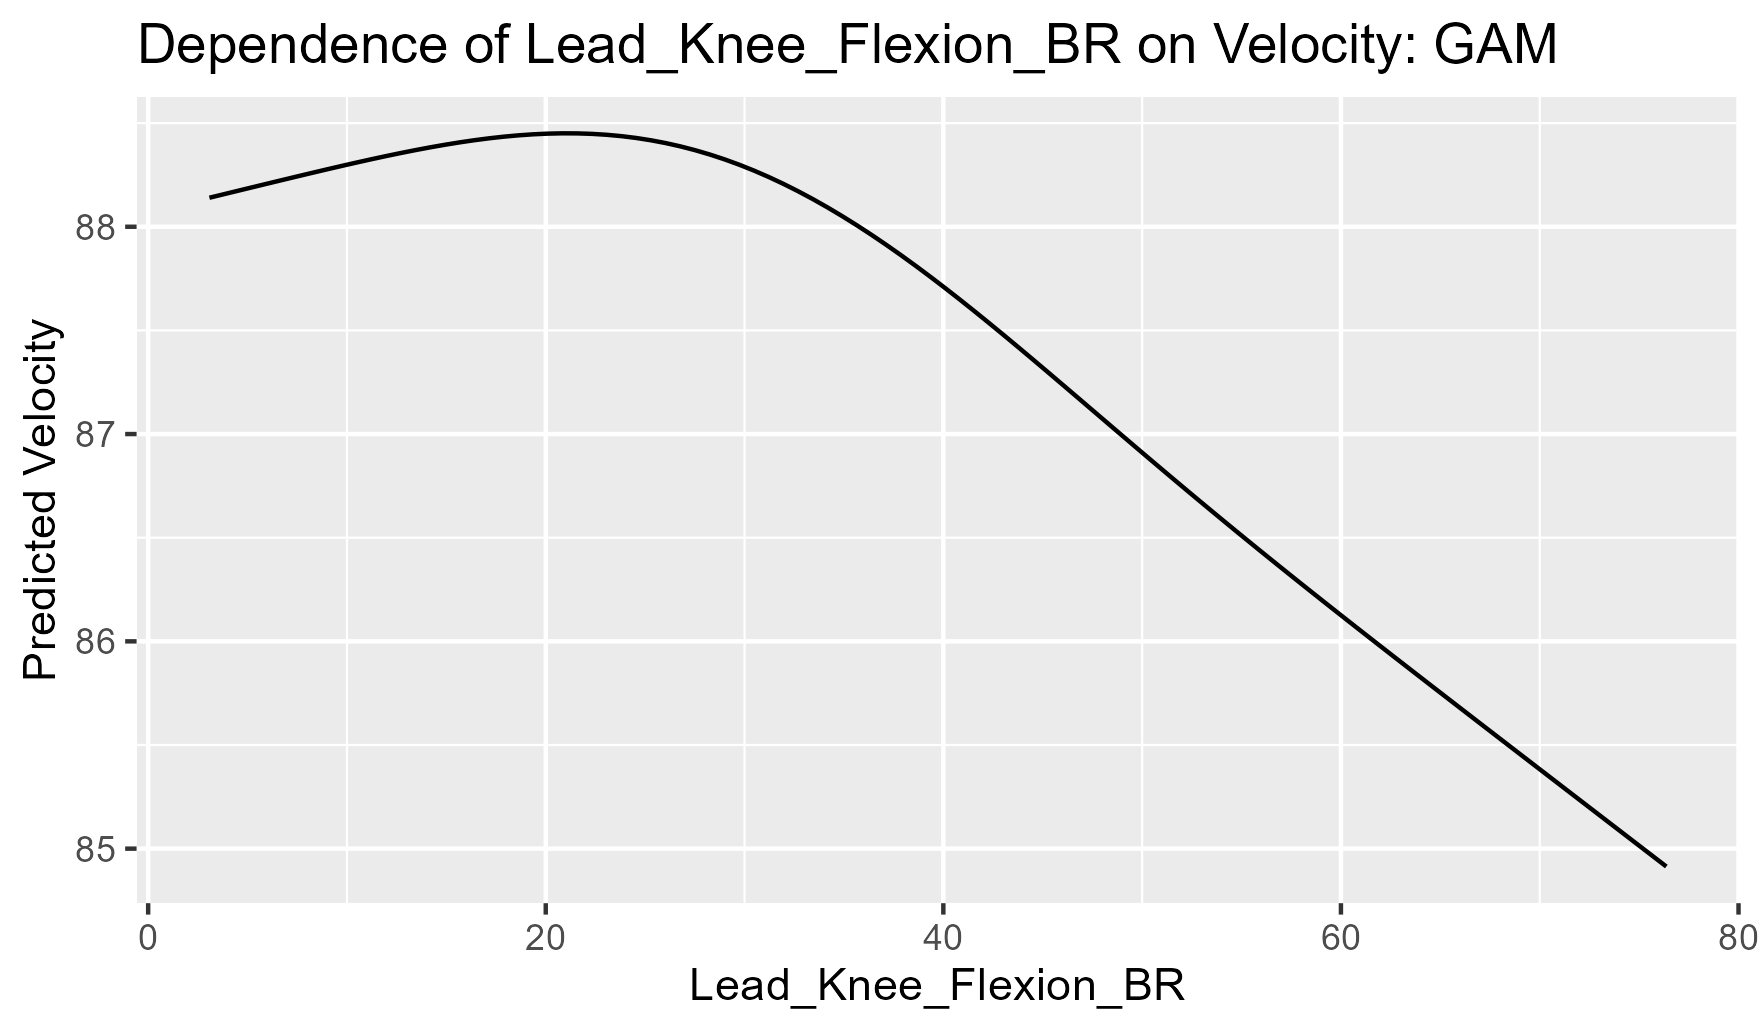 Dependence of Lead_Knee_Flexion_BR on Velocity: GAM
Predicted Velocity
88
87
86
85
0 20 40 60 80
Lead_Knee_Flexion_BR